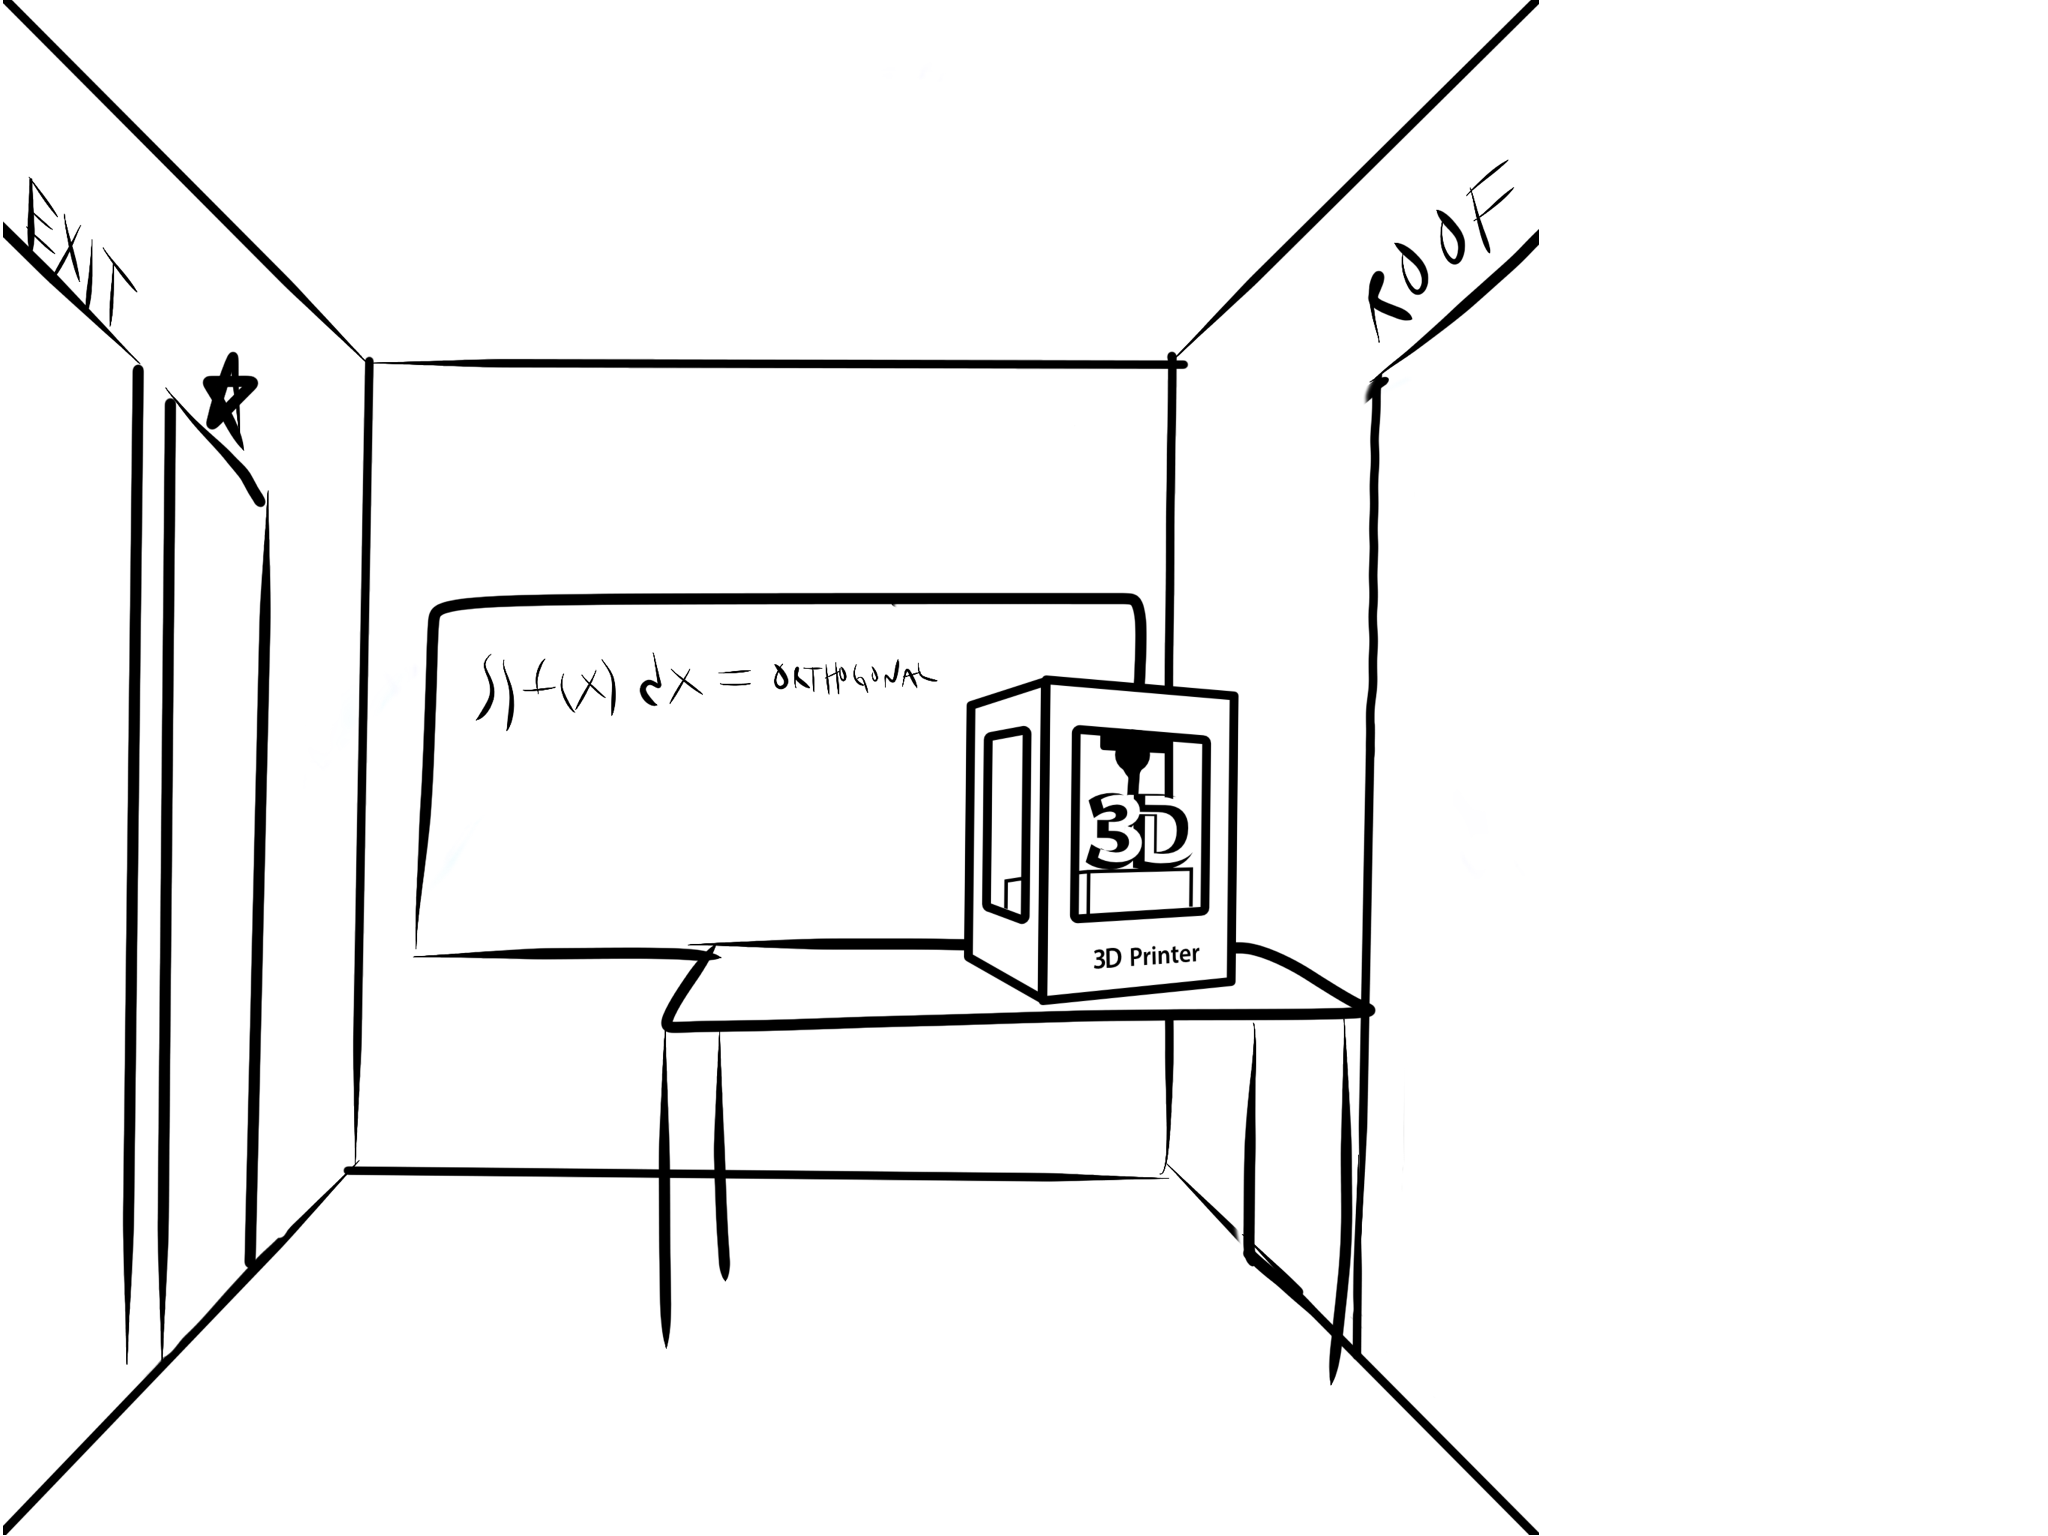 EXIT
ROOF
∫∫ f(x) dx = ORTHOGONAL
3D
3D Printer